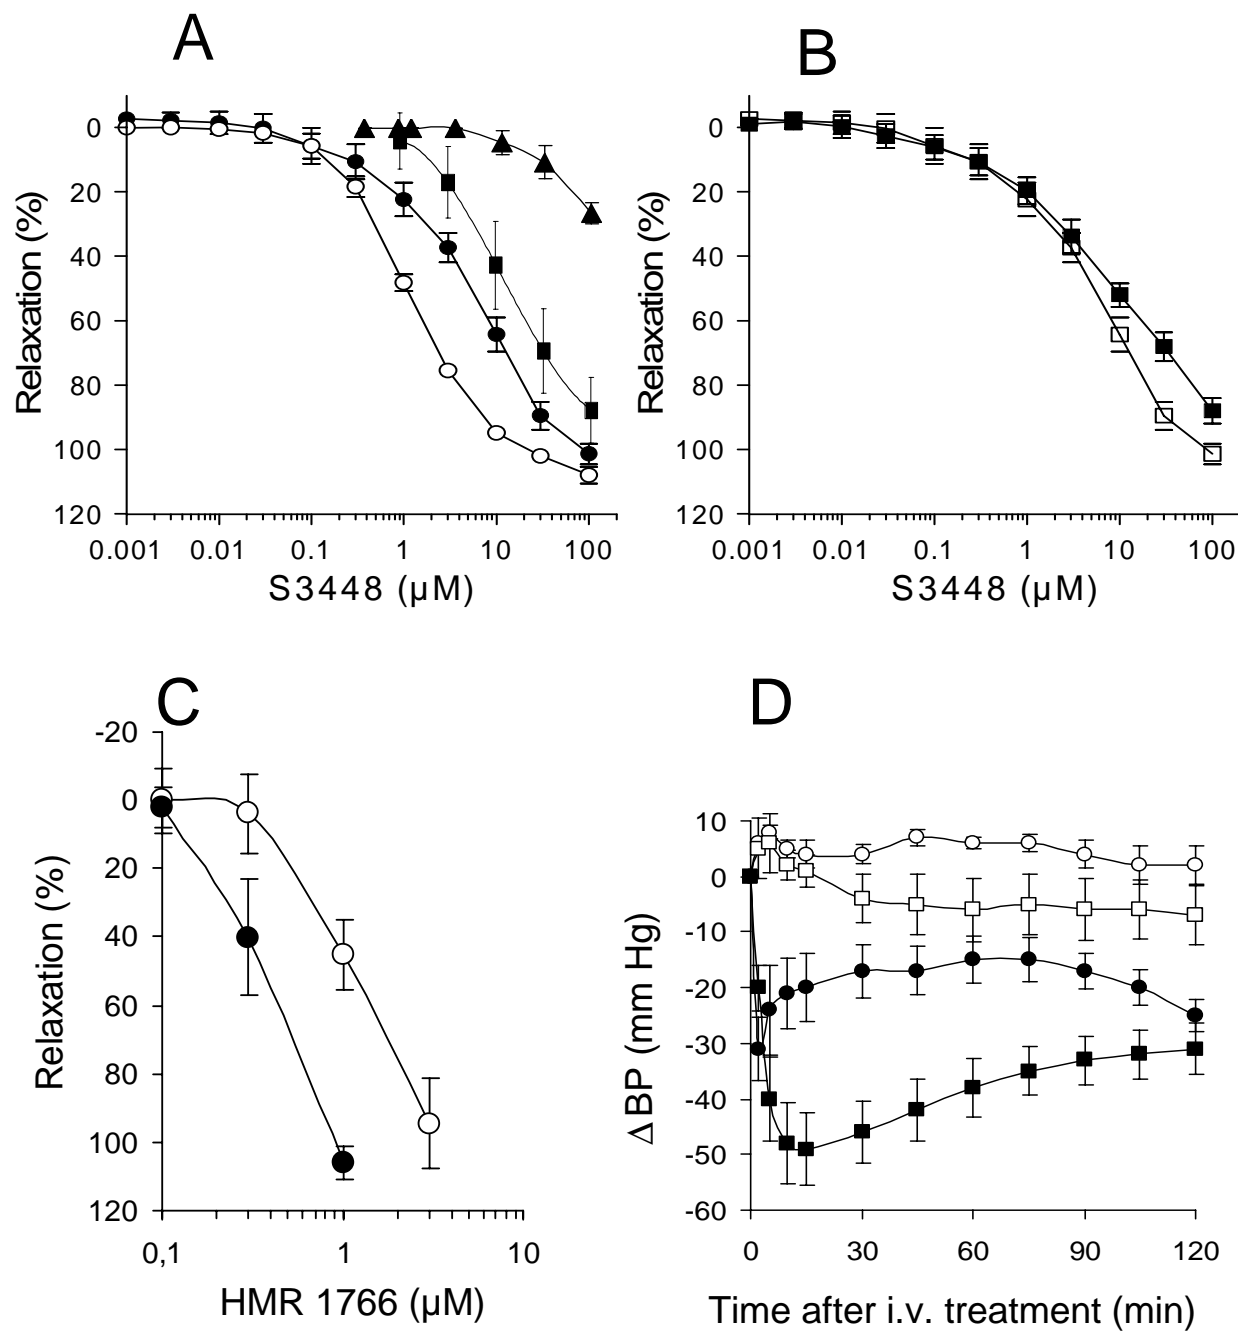 A
0
20
40
60
80
100
120
Relaxation (%)
0.001 0.01 0.1 1 10 100
S3448 (µM)
B
0
20
40
60
80
100
120
Relaxation (%)
0.001 0.01 0.1 1 10 100
S3448 (µM)
C
-20
0
20
40
60
80
100
120
Relaxation (%)
0,1 1 10
HMR 1766 (µM)
D
10
0
-10
-20
-30
-40
-50
-60
ΔBP (mm Hg)
0 30 60 90 120
Time after i.v. treatment (min)